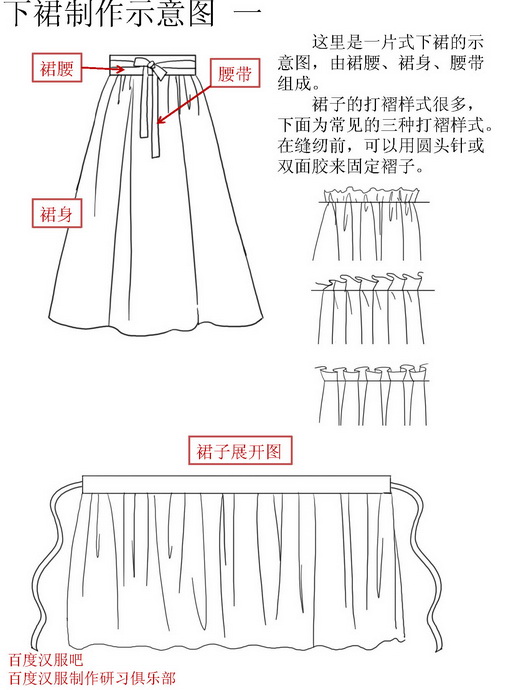 下裙制作示意图 一
这里是一片式下裙的示
意图，由裙腰、裙身、腰带
组成。
裙子的打褶样式很多，
下面为常见的三种打褶样式。
在缝纫前，可以用圆头针或
双面胶来固定褶子。
裙腰
腰带
裙身
裙子展开图
百度汉服吧
百度汉服制作研习俱乐部